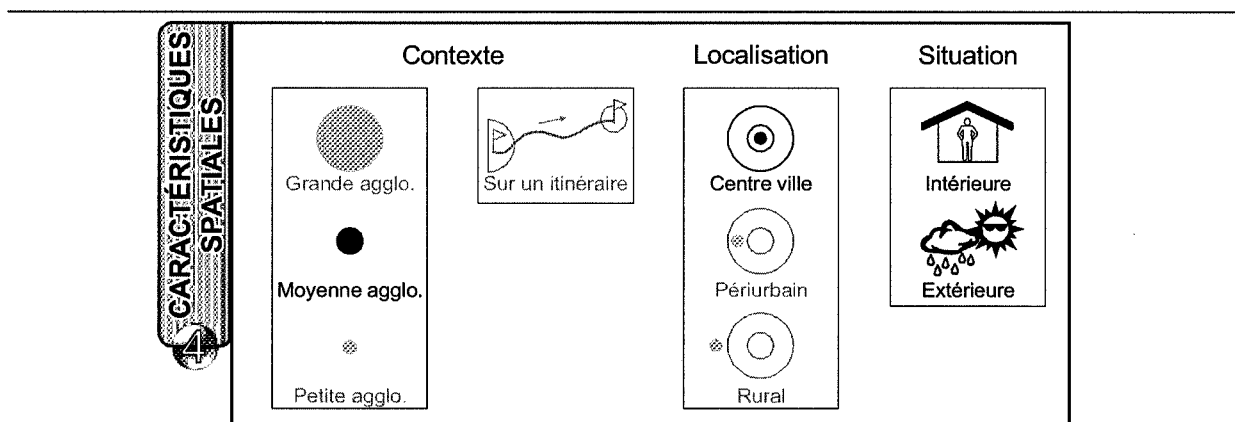 CARACTÉRISTIQUES
SPATIALES
4
Contexte
Localisation
Situation
Grande agglo.
Moyenne agglo.
Petite agglo.
Sur un itinéraire
Centre ville
Périurbain
Rural
Intérieure
Extérieure